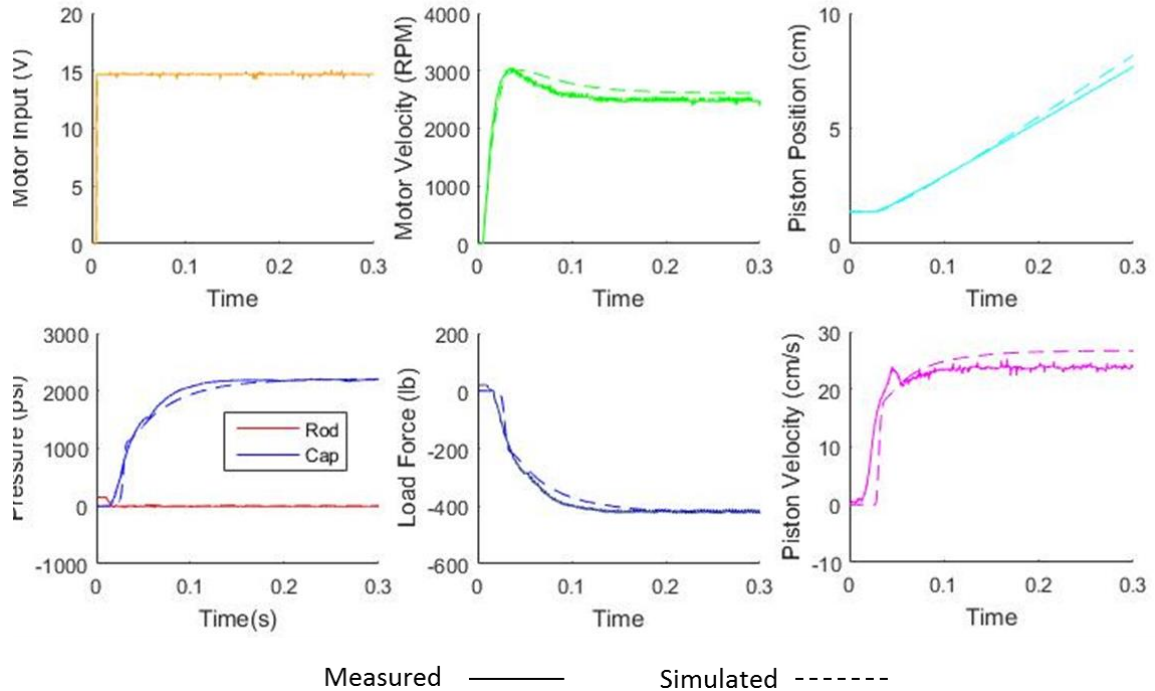 20
15
10
5
0
Motor Input (V)
0 0.1 0.2 0.3
Time
4000
3000
2000
1000
0
Motor Velocity (RPM)
0 0.1 0.2 0.3
Time
10
5
0
Piston Position (cm)
0 0.1 0.2 0.3
Time
3000
2000
1000
0
-1000
Pressure (psi)
Rod
Cap
0 0.1 0.2 0.3
Time(s)
200
0
-200
-400
-600
Load Force (lb)
0 0.1 0.2 0.3
Time
30
20
10
0
-10
Piston Velocity (cm/s)
0 0.1 0.2 0.3
Time
Measured
Simulated